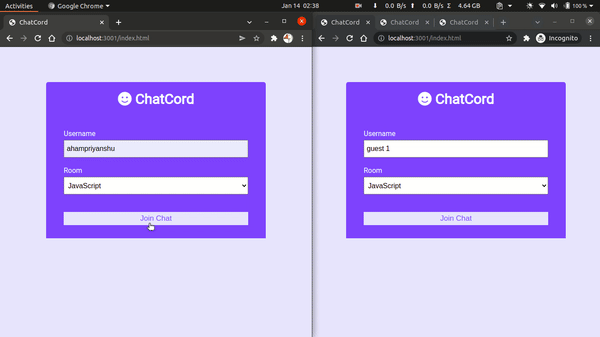 Activities
Google Chrome
Jan 14 02:38
0.0 B/s
0.0 B/s
Σ
4.64 GB
100 %
ChatCord
localhost:3001/index.html
ChatCord
Username
ahampriyanshu
Room
JavaScript
Join Chat
ChatCord
ChatCord
ChatCord
localhost:3001/index.html
Incognito
ChatCord
Username
guest 1
Room
JavaScript
Join Chat